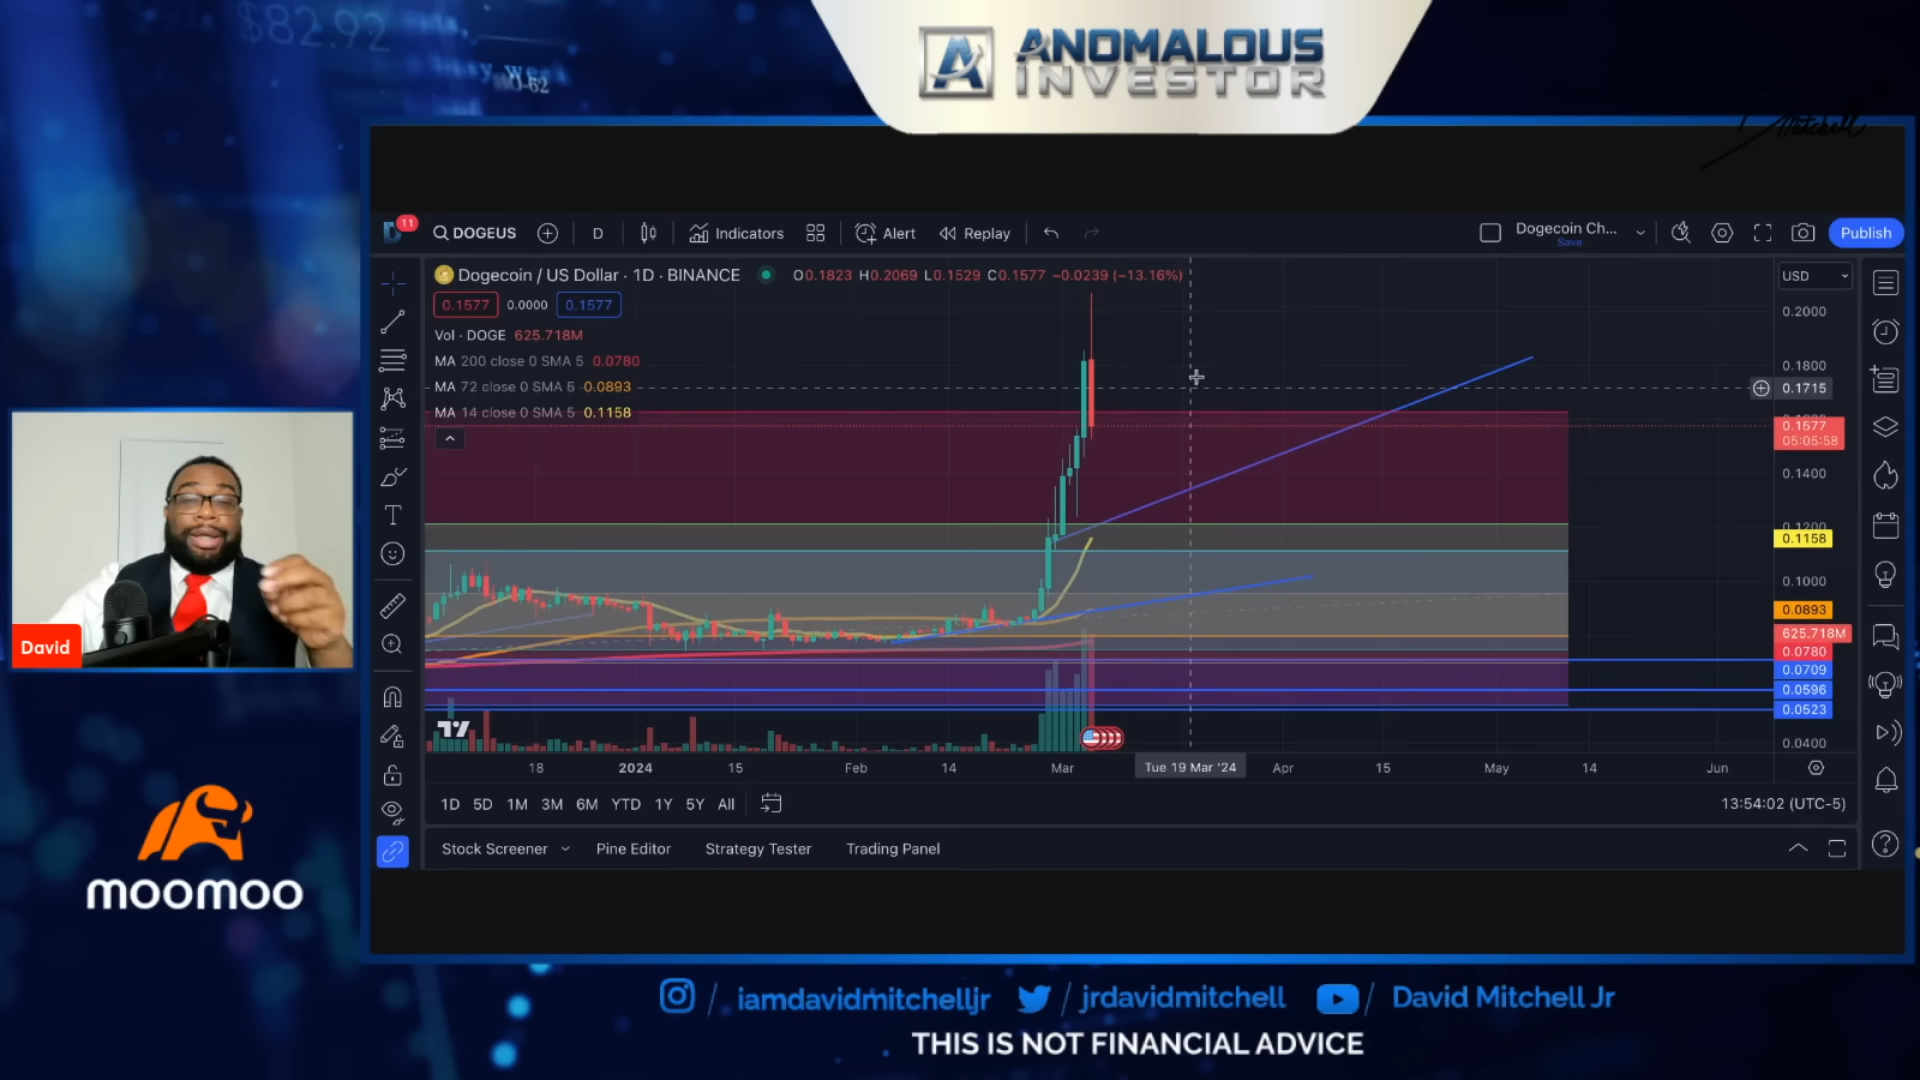 $82.92
ANOMALOUS
INVESTOR
Mitchell
11
DOGEUS
D
Indicators
Alert
Replay
Dogecoin Ch...
Save
Publish
Dogecoin / US Dollar · 1D · BINANCE
O0.1823 H0.2069 L0.1529 C0.1577 −0.0239 (−13.16%)
USD
0.1577
0.0000
0.1577
Vol · DOGE 625.718M
MA 200 close 0 SMA 5 0.0780
MA 72 close 0 SMA 5 0.0893
MA 14 close 0 SMA 5 0.1158
0.2000
0.1800
0.1715
0.1577
05:05:58
0.1400
0.1200
0.1158
0.1000
0.0893
625.718M
0.0780
0.0709
0.0596
0.0523
0.0400
David
18 2024 15 Feb 14 Mar Tue 19 Mar '24 Apr 15 May 14 Jun
1D 5D 1M 3M 6M YTD 1Y 5Y All
13:54:02 (UTC-5)
Stock Screener Pine Editor Strategy Tester Trading Panel
moomoo
/ iamdavidmitchelljr / jrdavidmitchell / David Mitchell Jr
THIS IS NOT FINANCIAL ADVICE